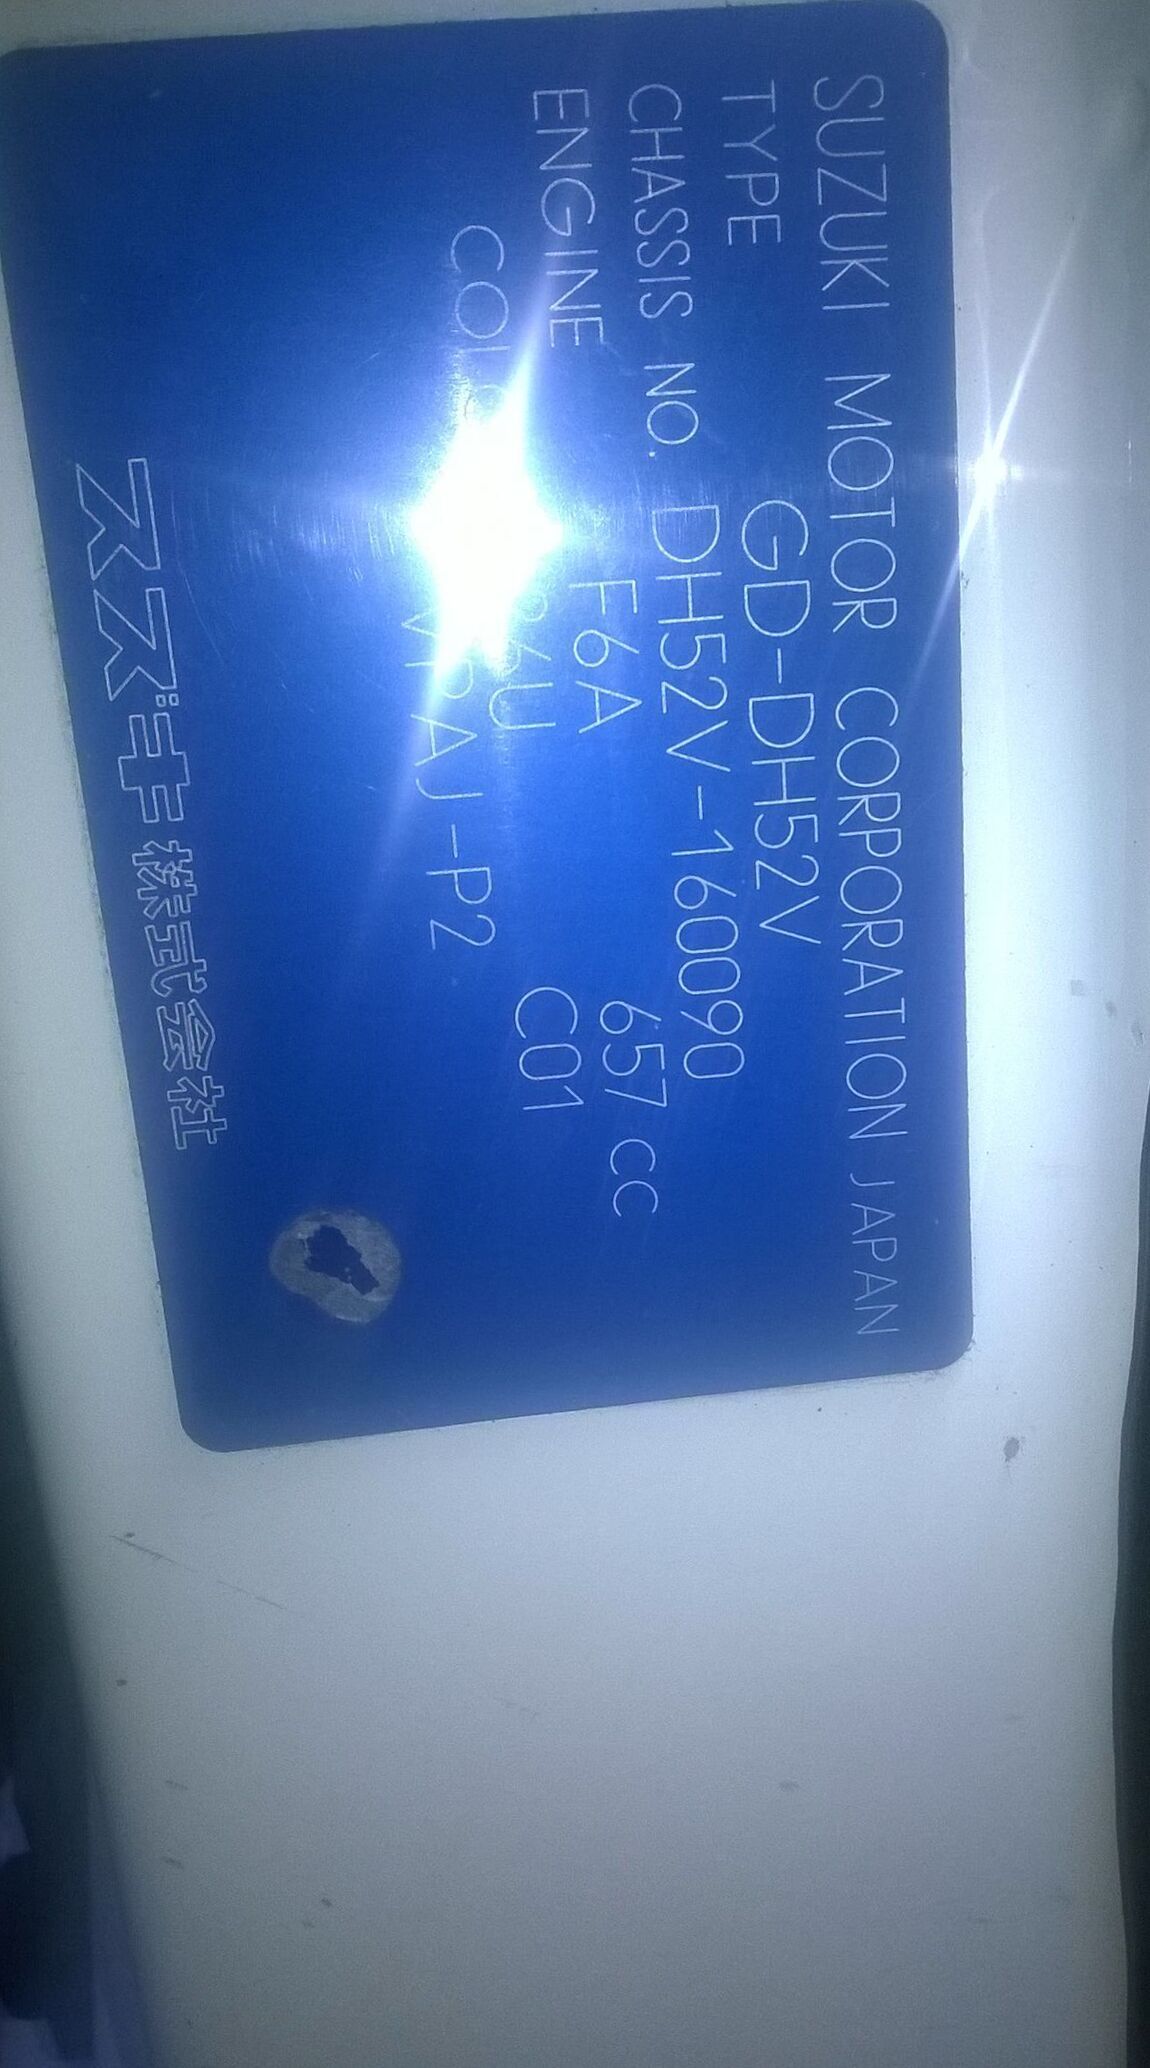 SUZUKI MOTOR CORPORATION JAPAN
TYPE GD-DH52V
CHASSIS NO. DH52V-160090
ENGINE F6A 657 CC
C01
P2
スズキ株式会社